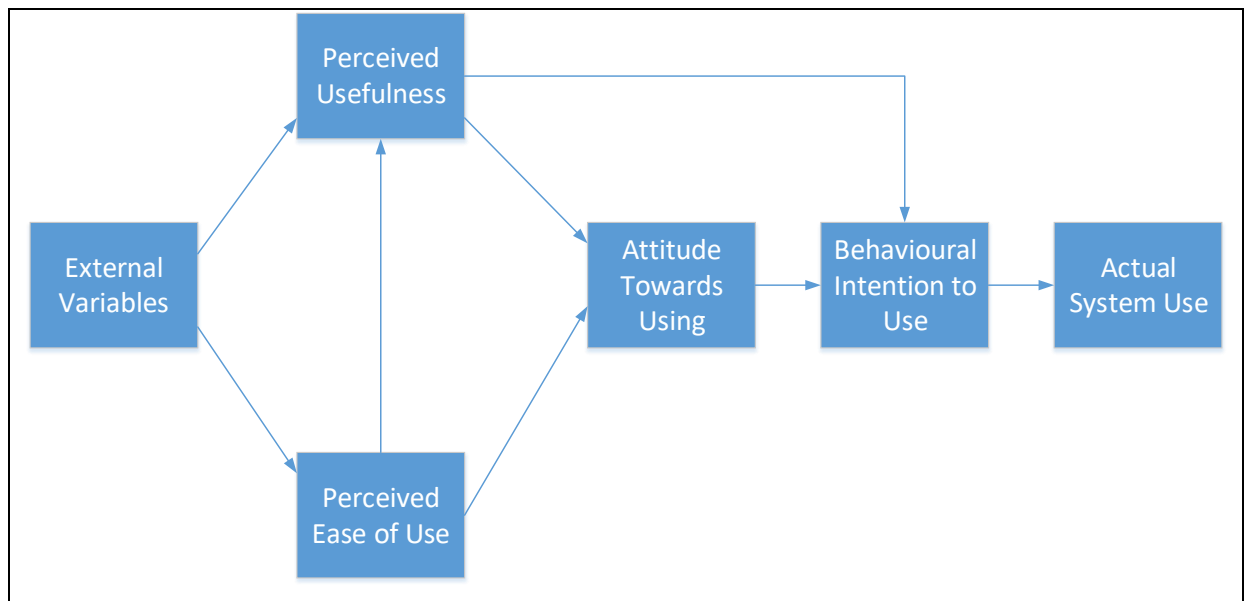 Perceived
Usefulness
External
Variables
Attitude
Towards
Using
Behavioural
Intention to
Use
Actual
System Use
Perceived
Ease of Use